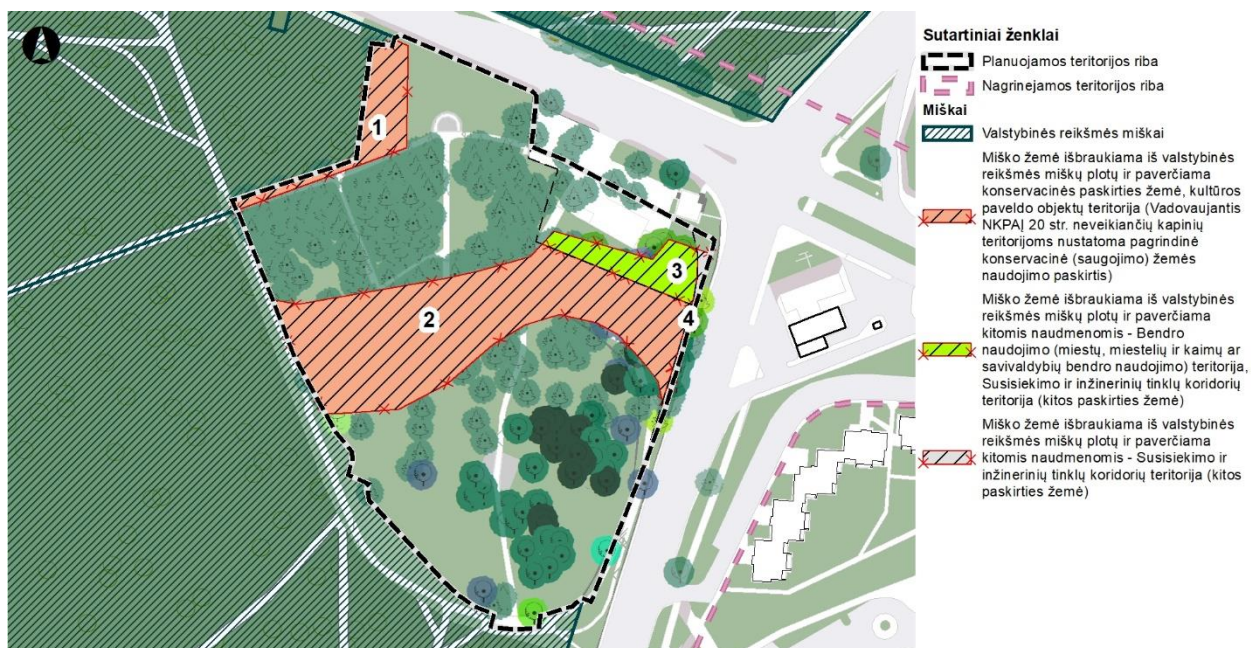 Sutartiniai ženklai
Planuojamos teritorijos riba
Nagrinejamos teritorijos riba
Miškai
Valstybinės reikšmės miškai
Miško žemė išbraukiama iš valstybinės
reikšmės miškų plotų ir paverčiama
konservacinės paskirties žemė, kultūros
paveldo objektų teritorija (Vadovaujantis
NKPAĮ 20 str. neveikiančių kapinių
teritorijoms nustatoma pagrindinė
konservacinė (saugojimo) žemės
naudojimo paskirtis)
Miško žemė išbraukiama iš valstybinės
reikšmės miškų plotų ir paverčiama
kitomis naudmenomis - Bendro
naudojimo (miestų, miestelių ir kaimų ar
savivaldybių bendro naudojimo) teritorija,
Susisiekimo ir inžinerinių tinklų koridorių
teritorija (kitos paskirties žemė)
Miško žemė išbraukiama iš valstybinės
reikšmės miškų plotų ir paverčiama
kitomis naudmenomis - Susisiekimo ir
inžinerinių tinklų koridorių teritorija (kitos
paskirties žemė)
1
2
3
4